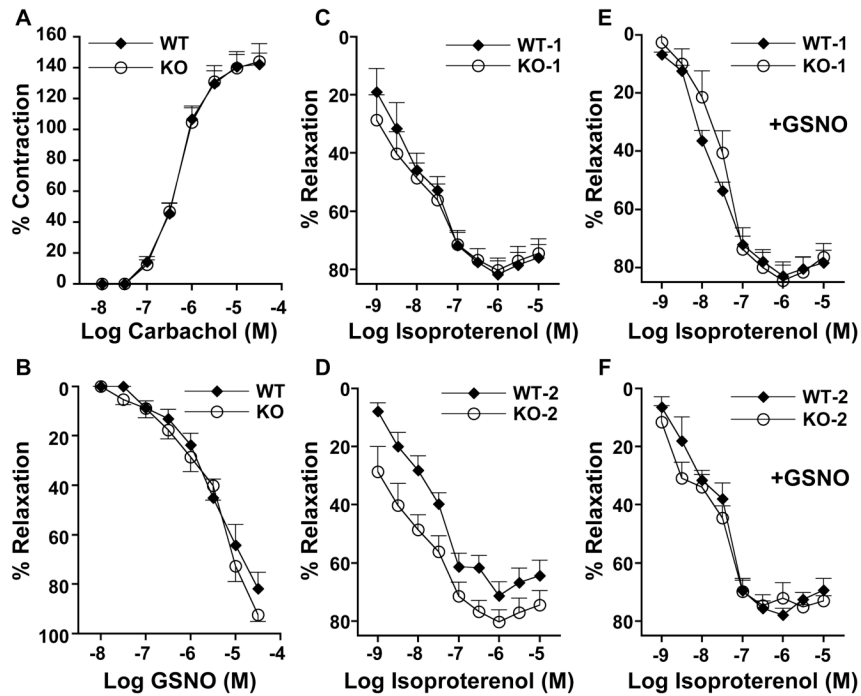 A
WT
KO
% Contraction
160
140
120
100
80
60
40
20
0
-8
-7
-6
-5
-4
Log Carbachol (M)
C
WT-1
KO-1
% Relaxation
0
20
40
60
80
-9
-8
-7
-6
-5
Log Isoproterenol (M)
E
WT-1
KO-1
+GSNO
% Relaxation
0
20
40
60
80
-9
-8
-7
-6
-5
Log Isoproterenol (M)
B
WT
KO
% Relaxation
0
20
40
60
80
100
-8
-7
-6
-5
-4
Log GSNO (M)
D
WT-2
KO-2
% Relaxation
0
20
40
60
80
-9
-8
-7
-6
-5
Log Isoproterenol (M)
F
WT-2
KO-2
+GSNO
% Relaxation
0
20
40
60
80
-9
-8
-7
-6
-5
Log Isoproterenol (M)